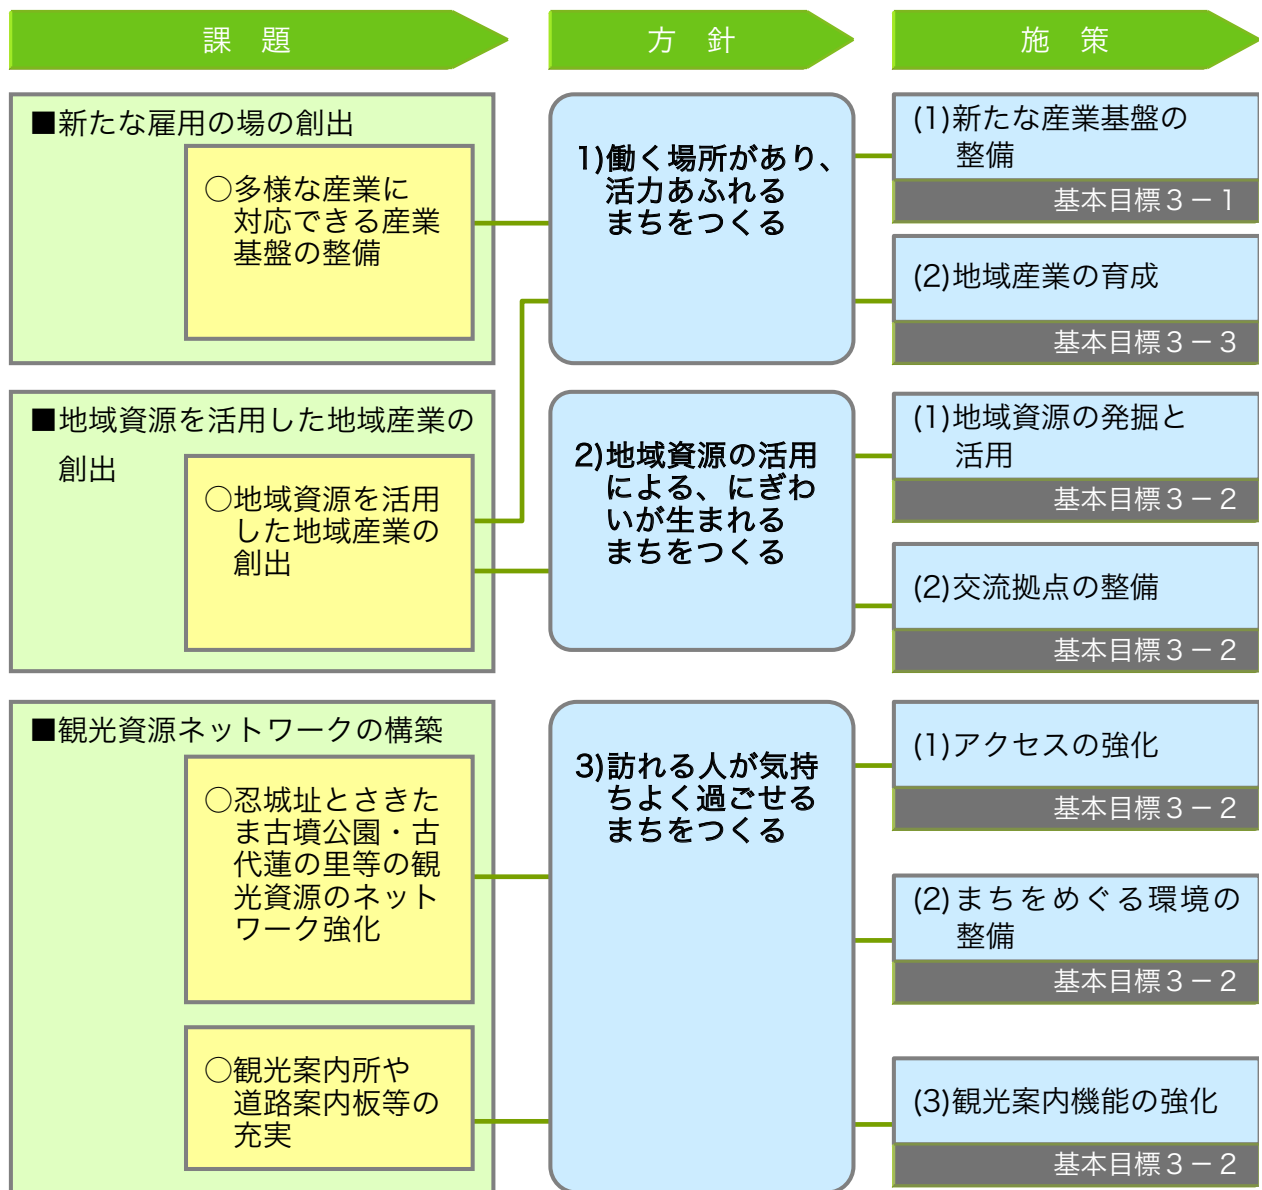 課　題
方　針
施　策
■新たな雇用の場の創出
○多様な産業に
対応できる産業
基盤の整備
1)働く場所があり、
活力あふれる
まちをつくる
(1)新たな産業基盤の
整備
基本目標３－１
(2)地域産業の育成
基本目標３－３
■地域資源を活用した地域産業の
創出
○地域資源を活用
した地域産業の
創出
2)地域資源の活用
による、にぎわ
いが生まれる
まちをつくる
(1)地域資源の発掘と
活用
基本目標３－２
(2)交流拠点の整備
基本目標３－２
■観光資源ネットワークの構築
○忍城址とさきた
ま古墳公園・古
代蓮の里等の観
光資源のネット
ワーク強化
○観光案内所や
道路案内板等の
充実
3)訪れる人が気持
ちよく過ごせる
まちをつくる
(1)アクセスの強化
基本目標３－２
(2)まちをめぐる環境の
整備
基本目標３－２
(3)観光案内機能の強化
基本目標３－２